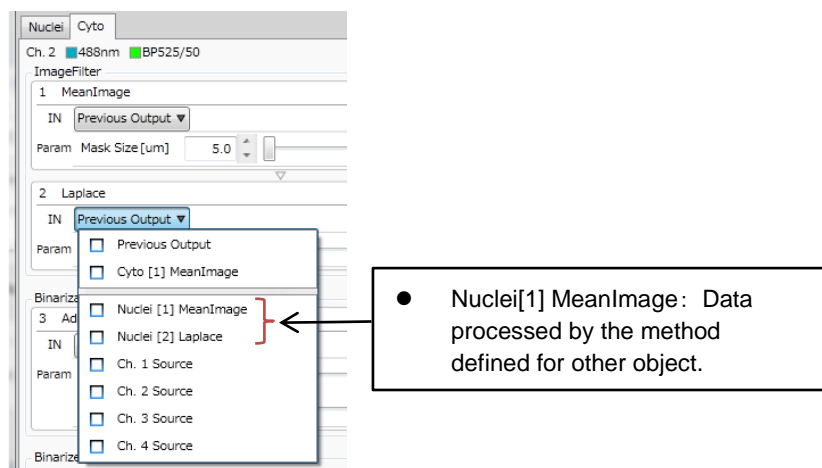 Nuclei Cyto
Ch. 2 488nm BP525/50
ImageFilter
1 MeanImage
IN Previous Output ▼
Param Mask Size[um] 5.0
2 Laplace
IN Previous Output ▼
Param
Previous Output
Cyto [1] MeanImage
Binariza
Nuclei [1] MeanImage
3 Ad
Nuclei [2] Laplace
IN
Ch. 1 Source
Param
Ch. 2 Source
Ch. 3 Source
Ch. 4 Source
Binarize
● Nuclei[1] MeanImage： Data
processed by the method
defined for other object.